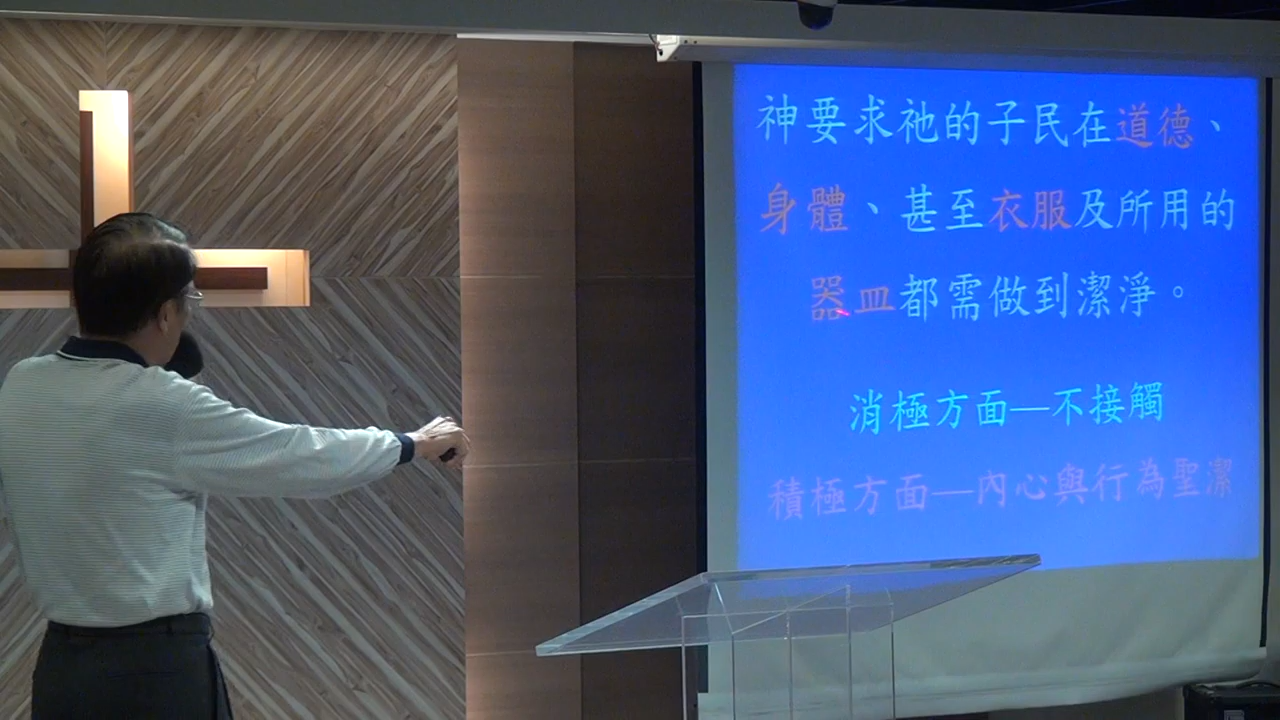 神要求祂的子民在道德、
身體、甚至衣服及所用的
器皿都需做到潔淨。
消極方面—不接觸
積極方面—內心與行為聖潔